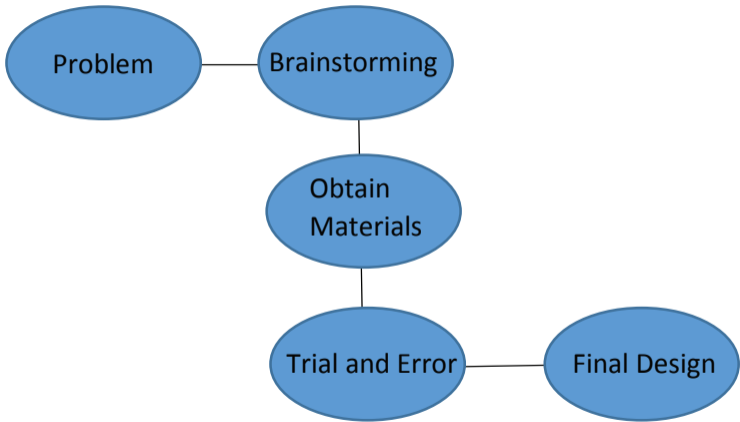 Problem
Brainstorming
Obtain
Materials
Trial and Error
Final Design